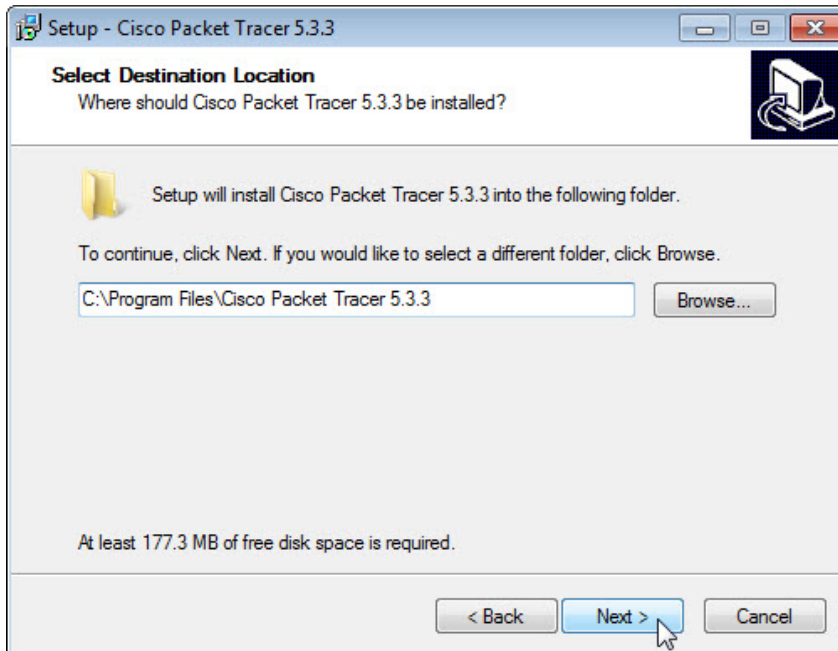 Setup - Cisco Packet Tracer 5.3.3
Select Destination Location
Where should Cisco Packet Tracer 5.3.3 be installed?
Setup will install Cisco Packet Tracer 5.3.3 into the following folder.
To continue, click Next. If you would like to select a different folder, click Browse.
C:\Program Files\Cisco Packet Tracer 5.3.3
Browse...
At least 177.3 MB of free disk space is required.
< Back Next > Cancel